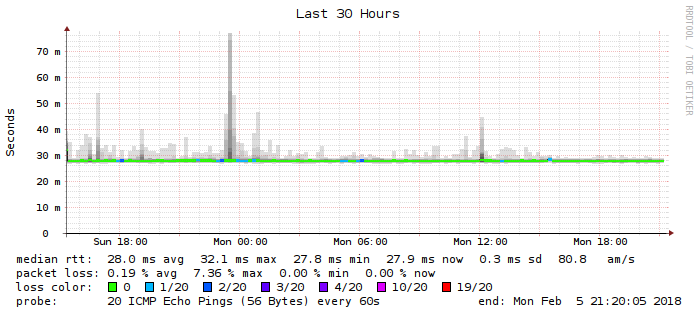 Last 30 Hours
RRDTOOL / TOBI OETIKER
Seconds
70 m
60 m
50 m
40 m
30 m
20 m
10 m
0
Sun 18:00 Mon 00:00 Mon 06:00 Mon 12:00 Mon 18:00
median rtt: 28.0 ms avg 32.1 ms max 27.8 ms min 27.9 ms now 0.3 ms sd 80.8 am/s
packet loss: 0.19 % avg 7.36 % max 0.00 % min 0.00 % now
loss color: 0 1/20 2/20 3/20 4/20 10/20 19/20
probe: 20 ICMP Echo Pings (56 Bytes) every 60s end: Mon Feb 5 21:20:05 2018